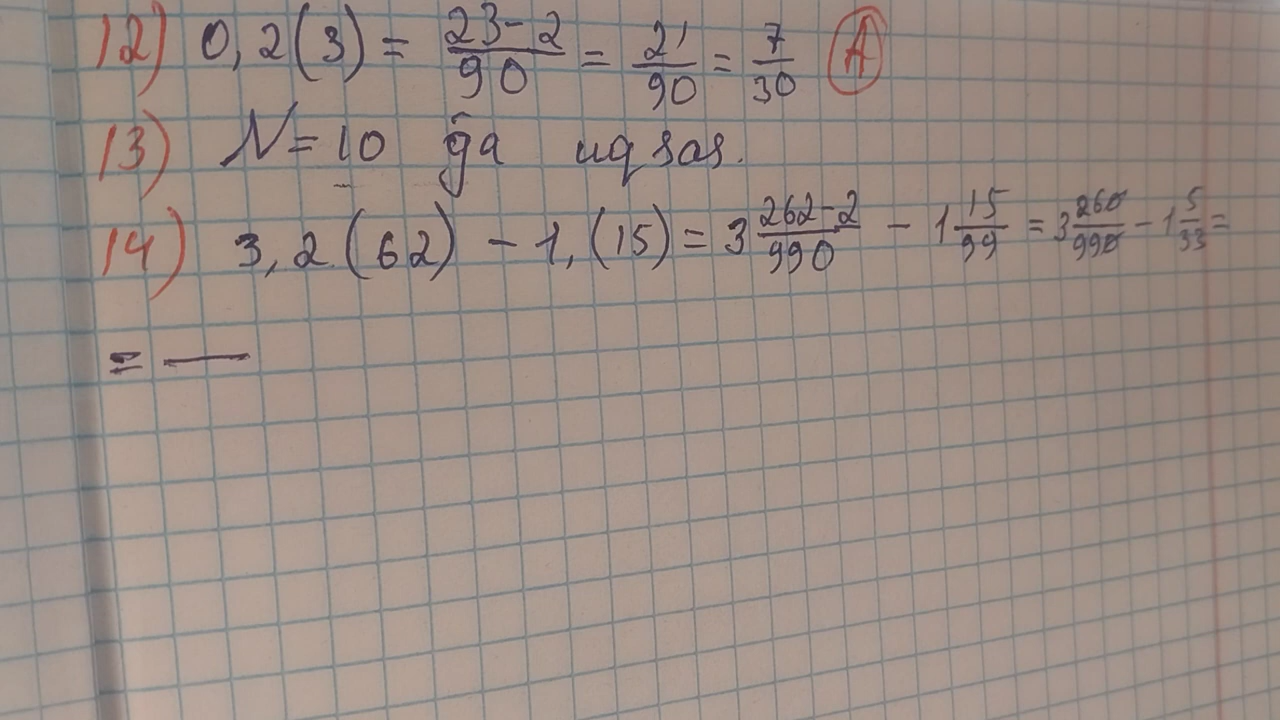 12) 0,2(3) = 23-2/90 = 21/90 = 7/30 A
13) N=10 ga uqsas.
14) 3,2(62) - 1,(15) = 3 262-2/990 - 1 15/99 = 3 260/990 - 1 5/33 =
= —